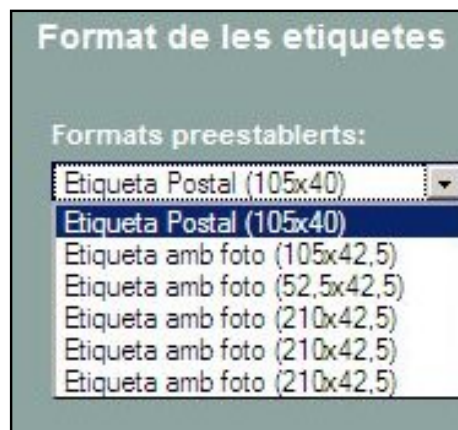 Format de les etiquetes
Formats preestablerts:
Etiqueta Postal (105x40)
Etiqueta Postal (105x40)
Etiqueta amb foto (105x42,5)
Etiqueta amb foto (52,5x42,5)
Etiqueta amb foto (210x42,5)
Etiqueta amb foto (210x42,5)
Etiqueta amb foto (210x42,5)